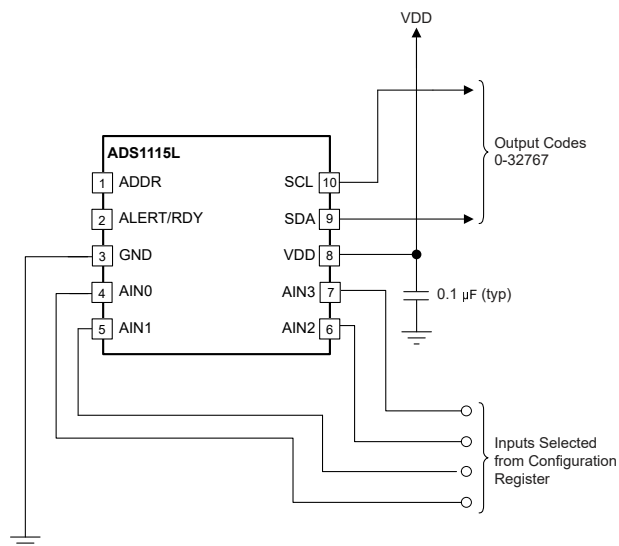 VDD
ADS1115L
Output Codes
0-32767
1 ADDR
SCL 10
2 ALERT/RDY
SDA 9
3 GND
VDD 8
4 AIN0
AIN3 7
0.1 μF (typ)
5 AIN1
AIN2 6
Inputs Selected
from Configuration
Register